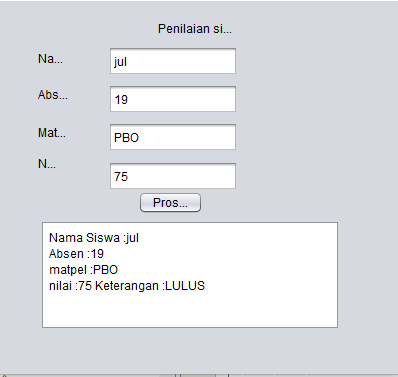 Penilaian si...
Na... jul
Abs... 19
Mat... PBO
N... 75
Pros...
Nama Siswa :jul
Absen :19
matpel :PBO
nilai :75 Keterangan :LULUS